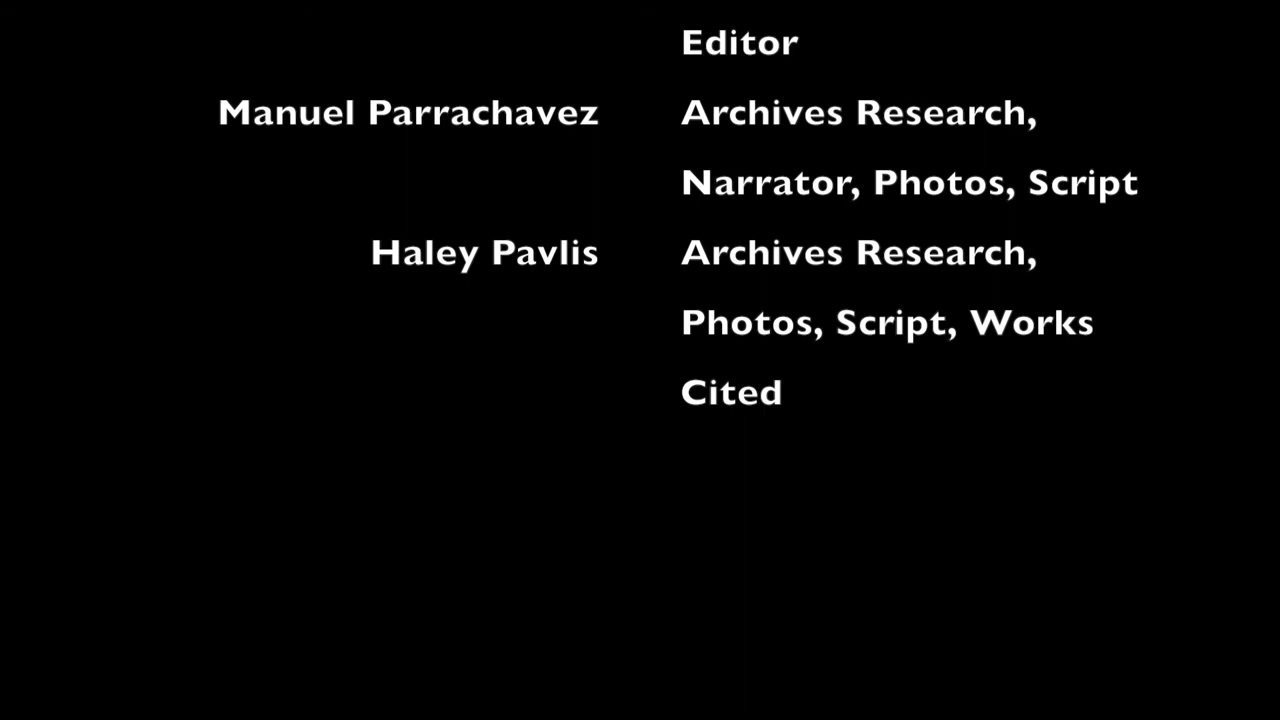 Editor
Manuel Parrachavez Archives Research,
Narrator, Photos, Script
Haley Pavlis Archives Research,
Photos, Script, Works
Cited